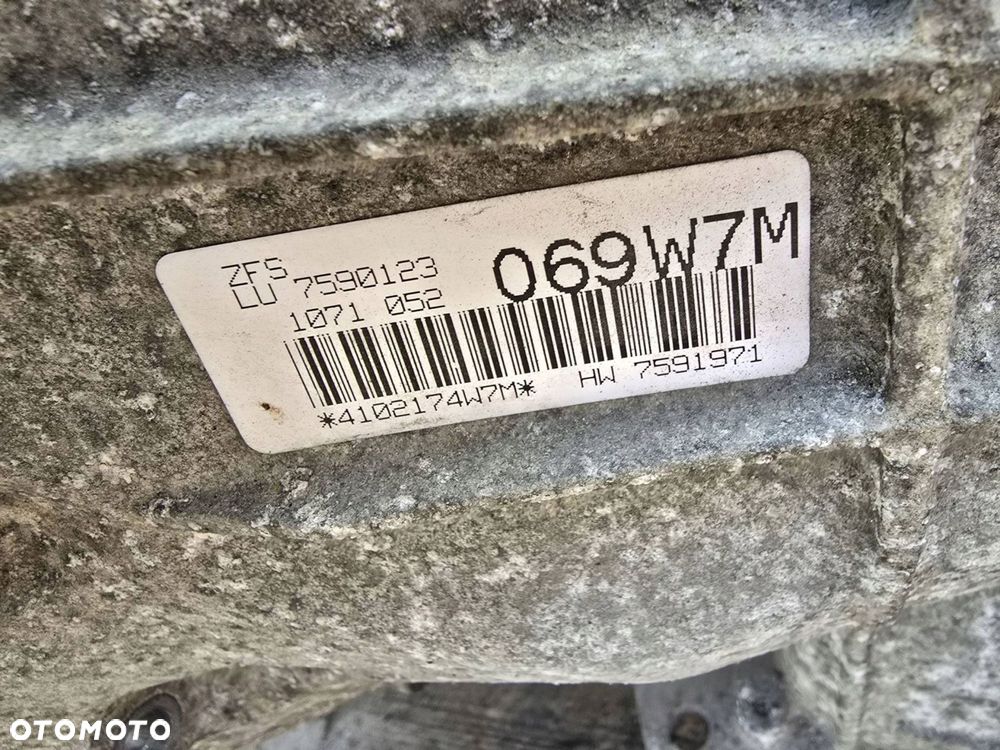 ZFS
LU 7590123
069W7M
1071 052
*4102174W7M* HW 7591971
OTOMOTO